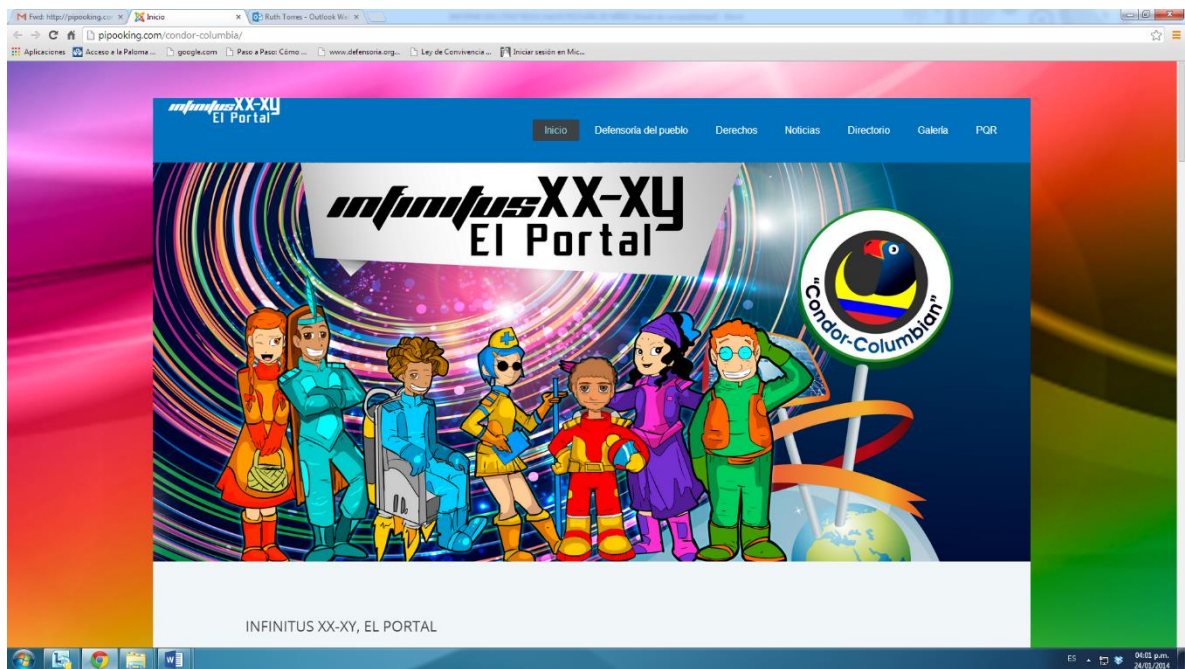 Fwd: http://pipooking.co
Inicio
Ruth Torres - Outlook We
pipooking.com/condor-columbia/
Aplicaciones
Acceso a la Paloma ...
google.com
Paso a Paso: Cómo ...
www.defensoria.org...
Ley de Convivencia ...
Iniciar sesión en Mic...
infinitusXX-XY
El Portal
Inicio
Defensoría del pueblo
Derechos
Noticias
Directorio
Galería
PQR
infinitusXX-XY
El Portal
"Condor-Columbian"
INFINITUS XX-XY, EL PORTAL
ES
04:01 p.m.
24/01/2014